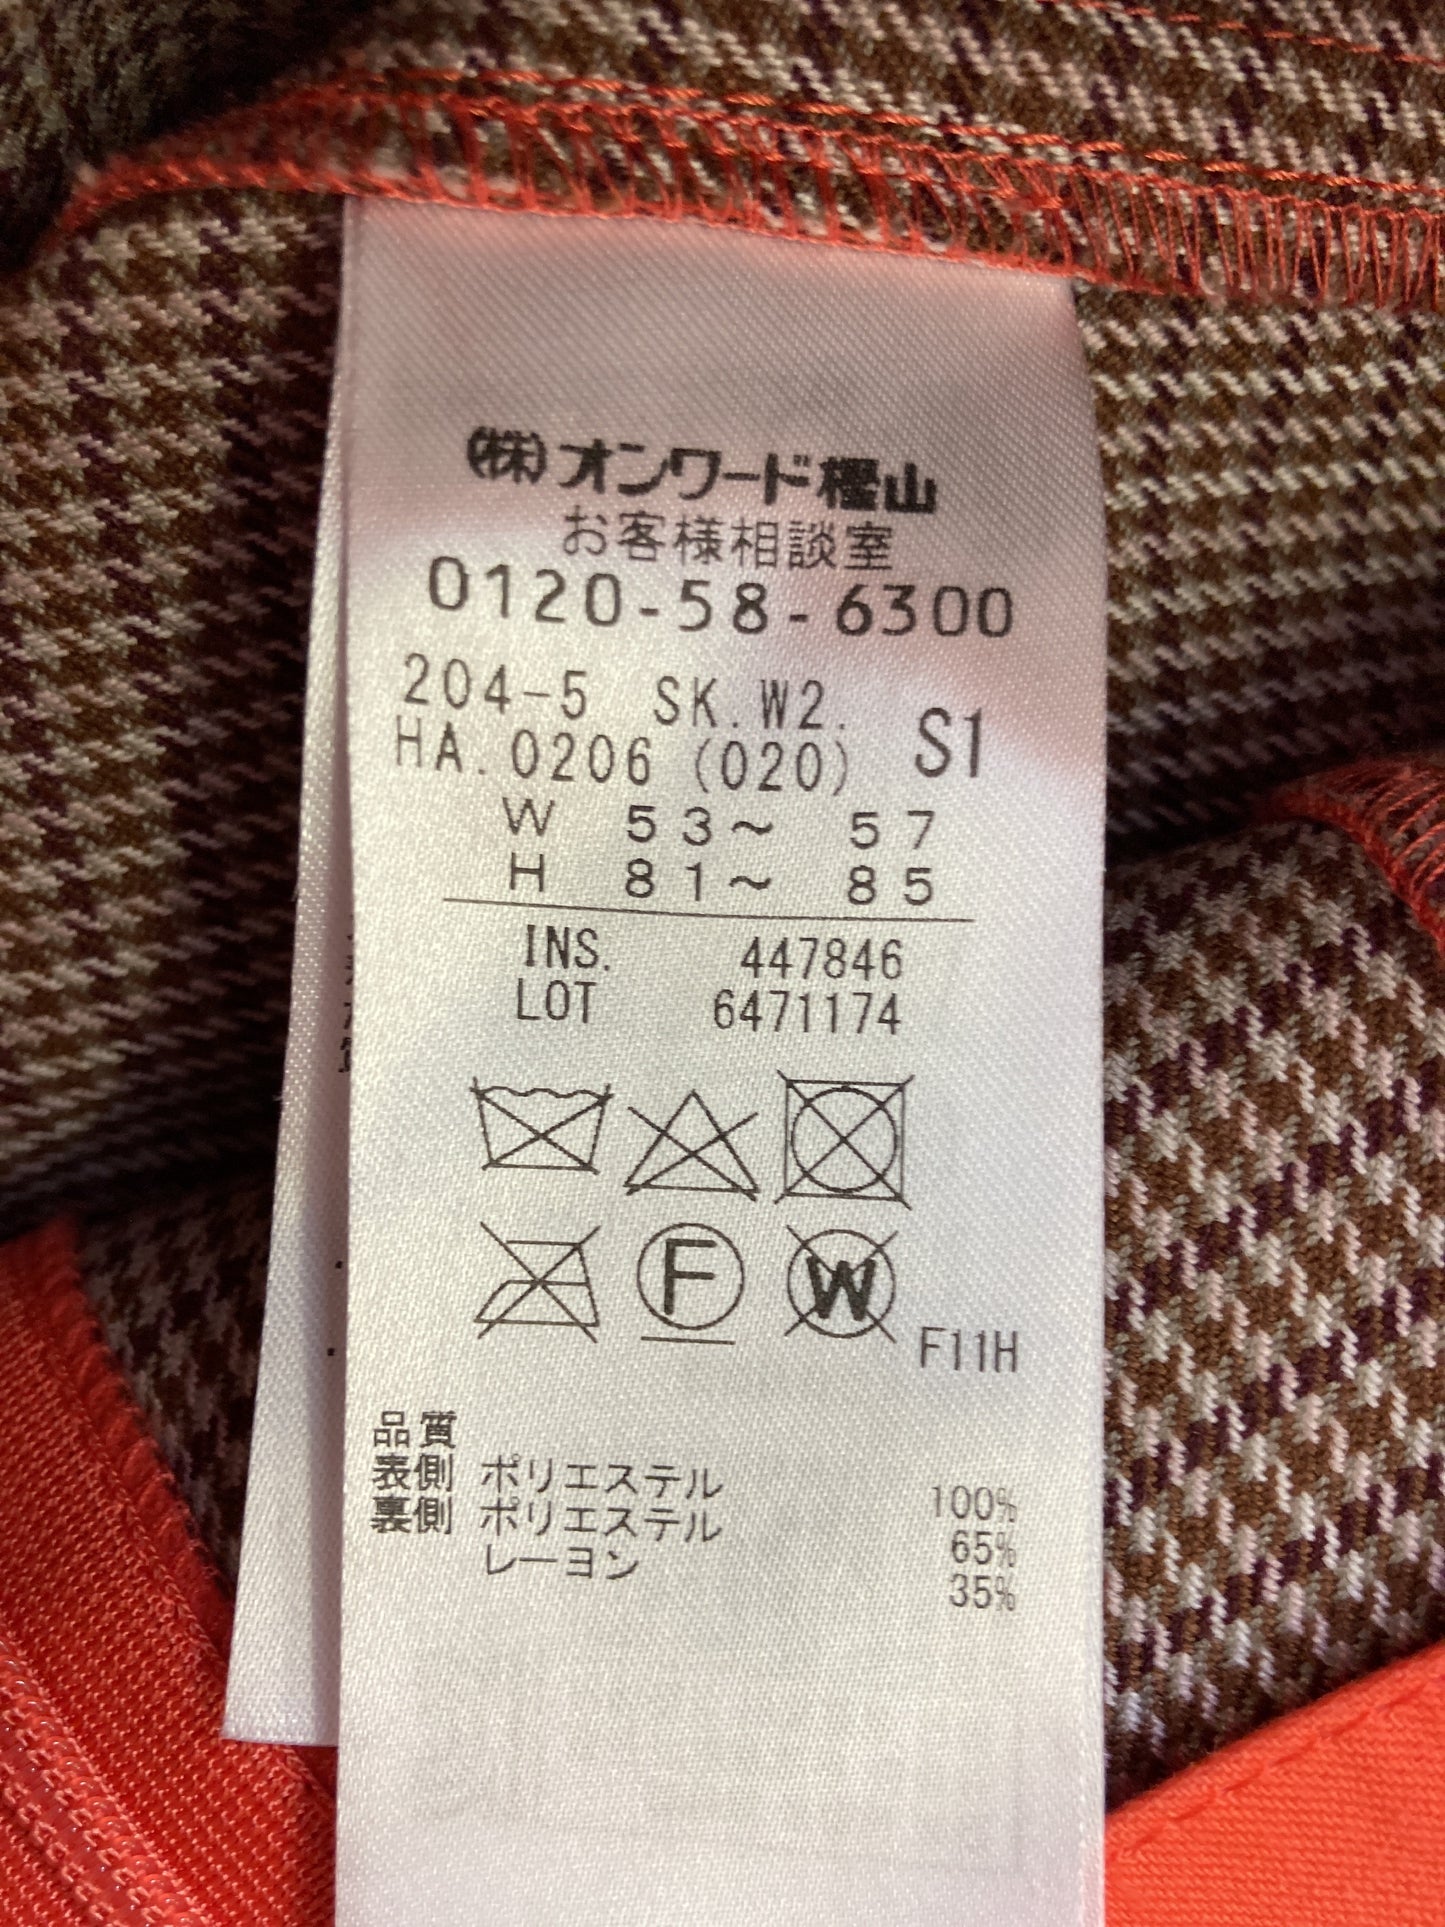 (株)オンワード樫山
お客様相談室
0120-58-6300
204-5 SK.W2. S1
HA.0206 (020)
W 53～ 57
H 81～ 85
INS. 447846
LOT 6471174
F
W
F11H
品質
表側 ポリエステル 100%
裏側 ポリエステル 65%
レーヨン 35%